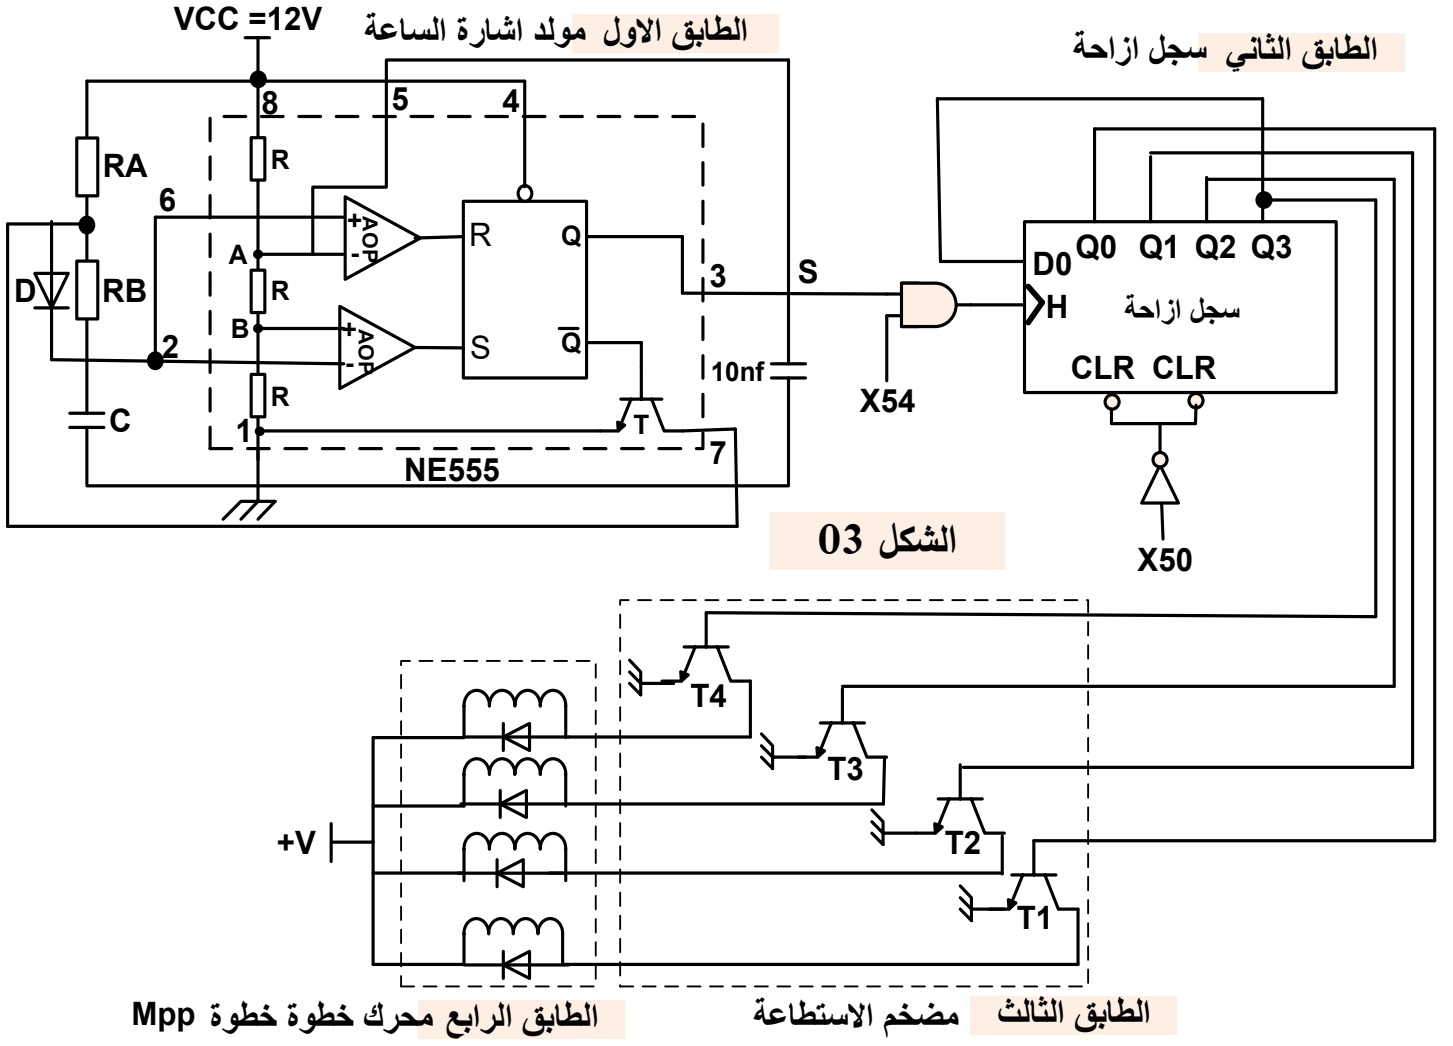 VCC =12V
الطابق الاول مولد اشارة الساعة
الطابق الثاني سجل ازاحة
8
5
4
RA
R
6
A
+
-
AOP
R
Q
D
RB
R
B
2
+
-
AOP
S
Q̅
3
S
X54
10nf
C
R
1
T
7
NE555
Q0 Q1 Q2 Q3
D0
H
سجل ازاحة
CLR CLR
X50
الشكل 03
T4
T3
T2
T1
+V
الطابق الثالث مضخم الاستطاعة
الطابق الرابع محرك خطوة خطوة Mpp